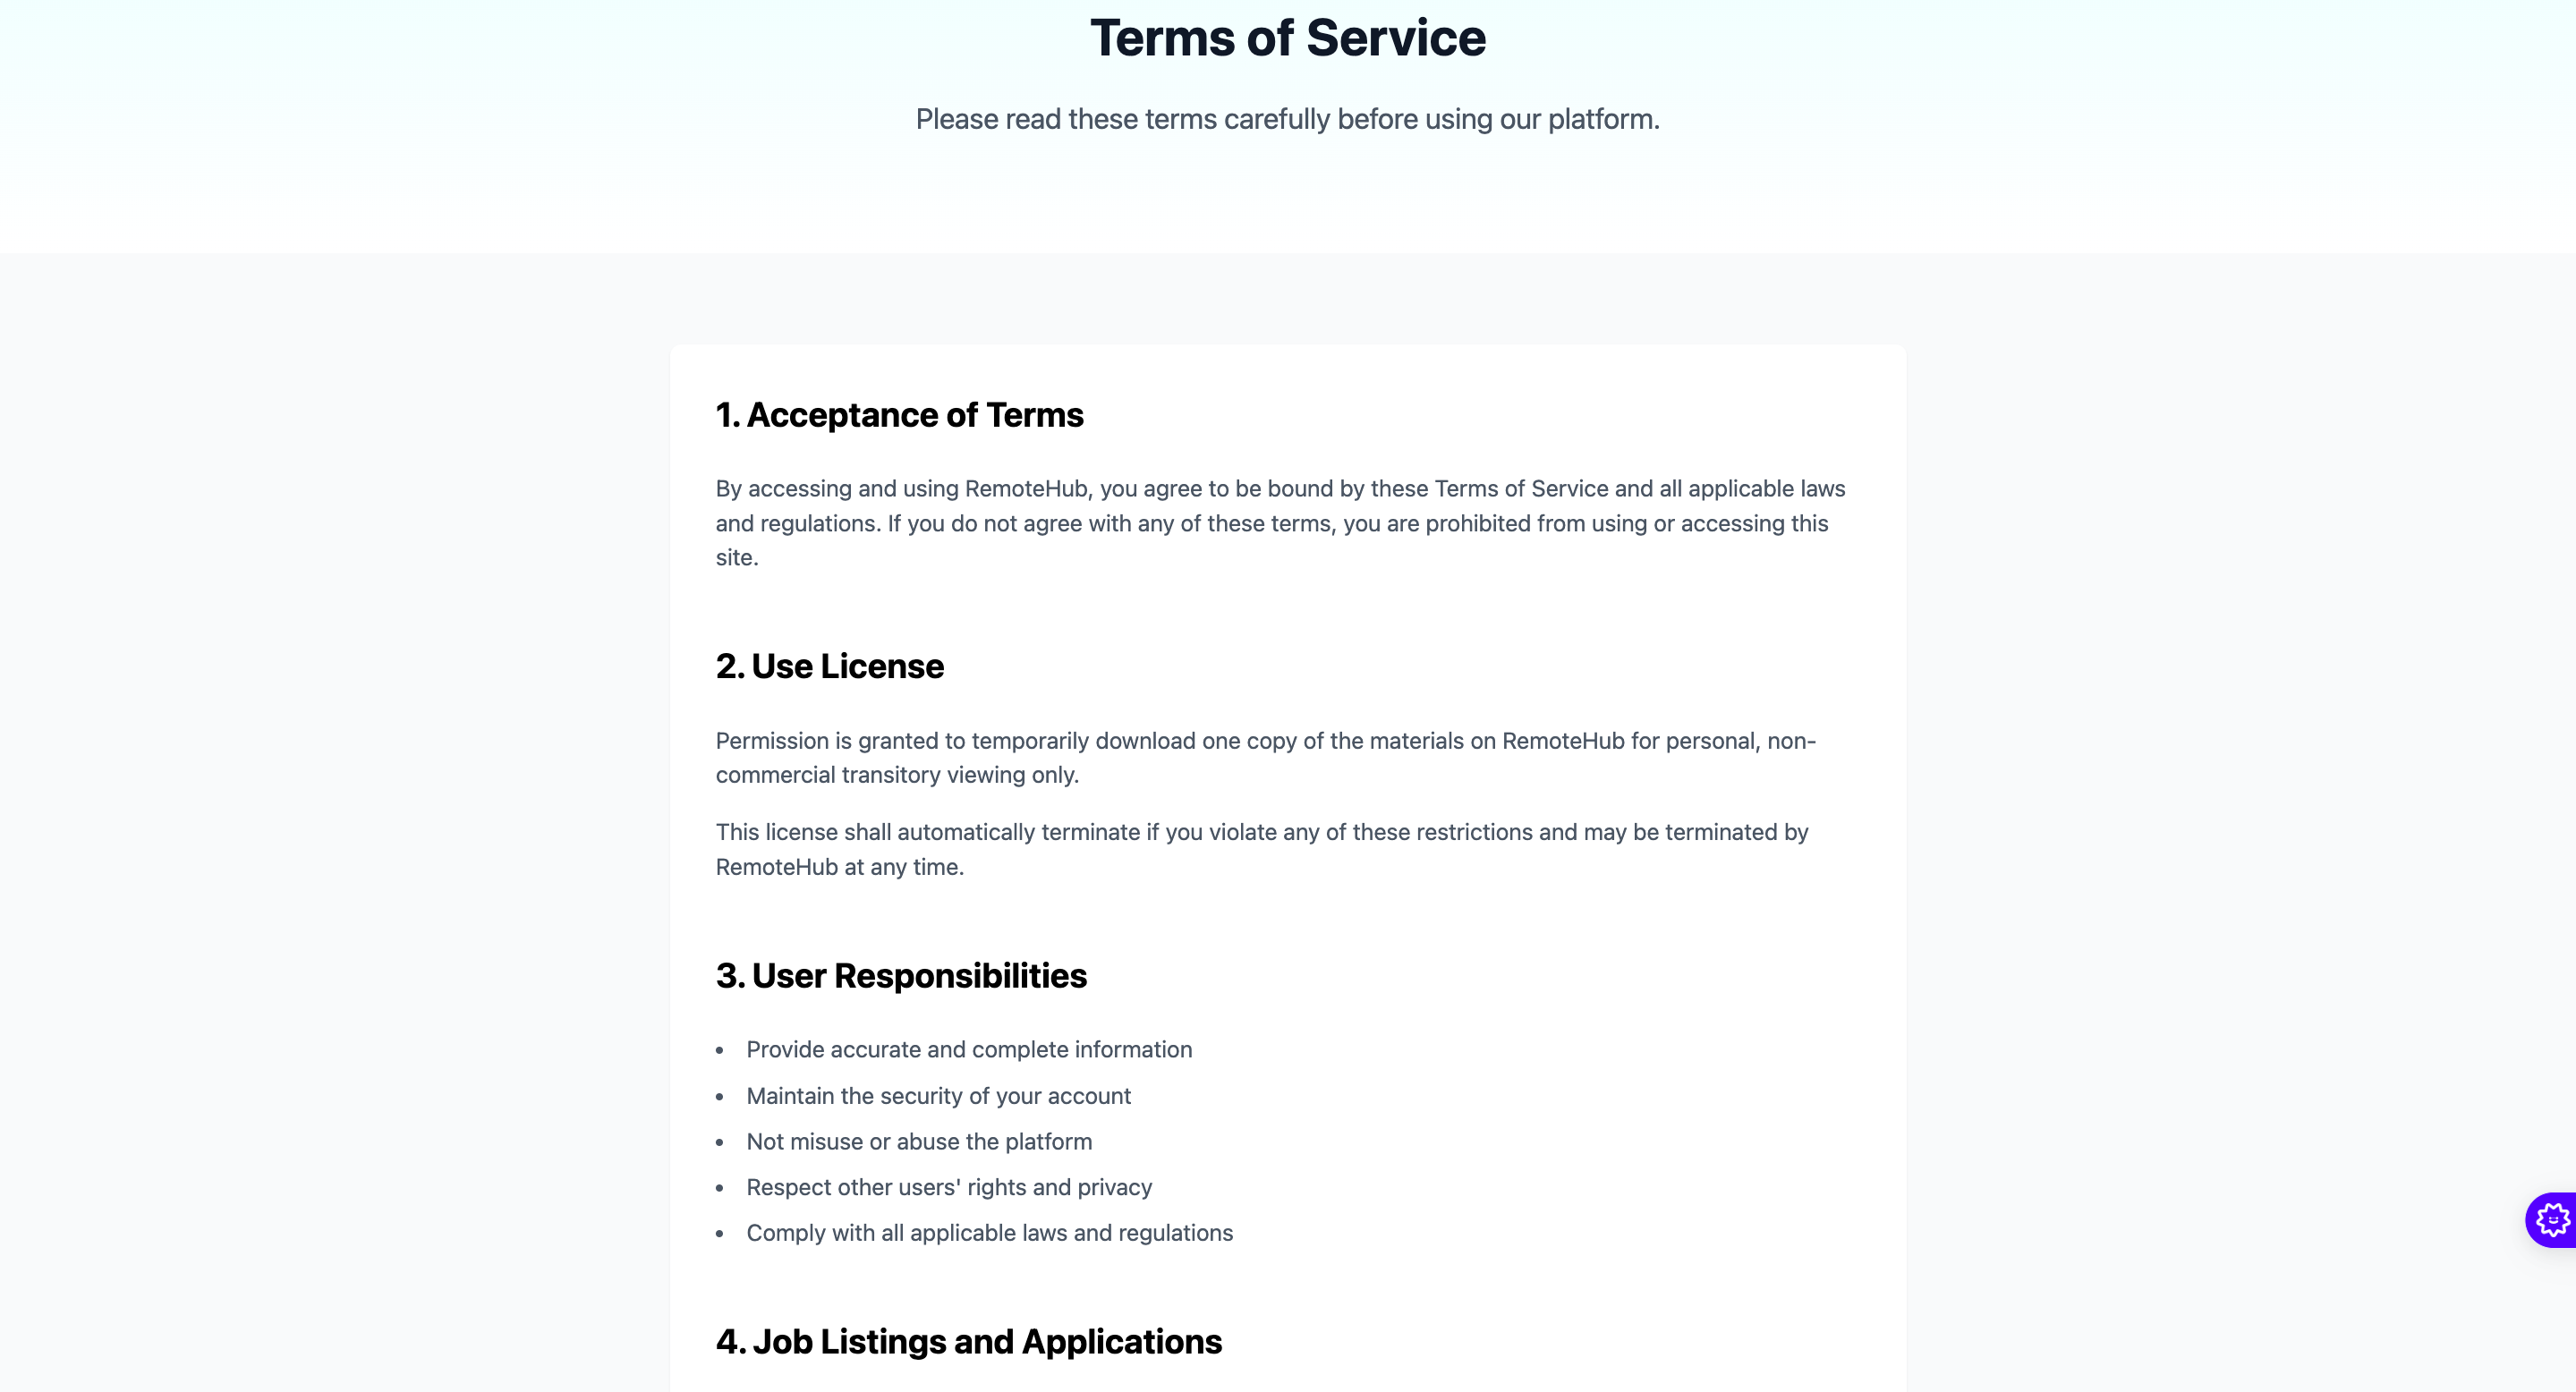 Terms of Service
Please read these terms carefully before using our platform.
1. Acceptance of Terms
By accessing and using RemoteHub, you agree to be bound by these Terms of Service and all applicable laws
and regulations. If you do not agree with any of these terms, you are prohibited from using or accessing this
site.
2. Use License
Permission is granted to temporarily download one copy of the materials on RemoteHub for personal, non-
commercial transitory viewing only.
This license shall automatically terminate if you violate any of these restrictions and may be terminated by
RemoteHub at any time.
3. User Responsibilities
• Provide accurate and complete information
• Maintain the security of your account
• Not misuse or abuse the platform
• Respect other users' rights and privacy
• Comply with all applicable laws and regulations
4. Job Listings and Applications